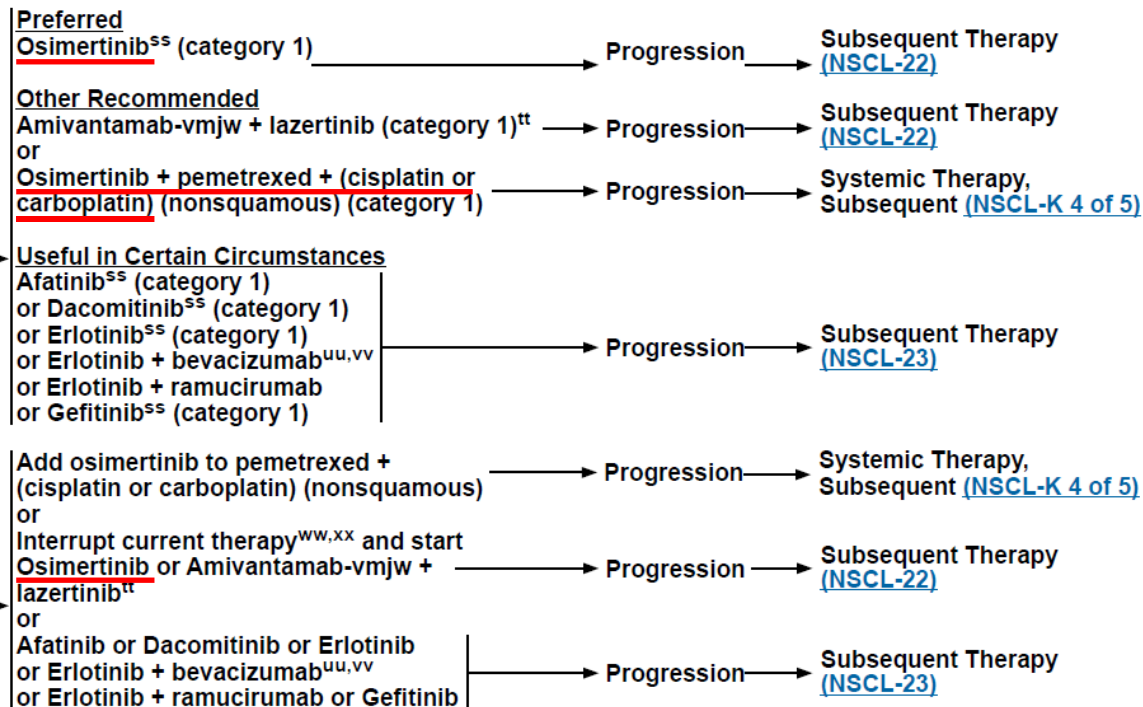 Preferred
Osimertinibss (category 1)
Progression
Subsequent Therapy
(NSCL-22)
Other Recommended
Amivantamab-vmjw + lazertinib (category 1)tt
Progression
Subsequent Therapy
(NSCL-22)
or
Osimertinib + pemetrexed + (cisplatin or
carboplatin) (nonsquamous) (category 1)
Progression
Systemic Therapy,
Subsequent (NSCL-K 4 of 5)
Useful in Certain Circumstances
Afatinibss (category 1)
or Dacomitinibss (category 1)
or Erlotinibss (category 1)
or Erlotinib + bevacizumabuu,vv
or Erlotinib + ramucirumab
or Gefitinibss (category 1)
Progression
Subsequent Therapy
(NSCL-23)
Add osimertinib to pemetrexed +
(cisplatin or carboplatin) (nonsquamous)
Progression
Systemic Therapy,
Subsequent (NSCL-K 4 of 5)
or
Interrupt current therapyww,xx and start
Osimertinib or Amivantamab-vmjw +
lazertinibtt
Progression
Subsequent Therapy
(NSCL-22)
or
Afatinib or Dacomitinib or Erlotinib
or Erlotinib + bevacizumabuu,vv
or Erlotinib + ramucirumab or Gefitinib
Progression
Subsequent Therapy
(NSCL-23)